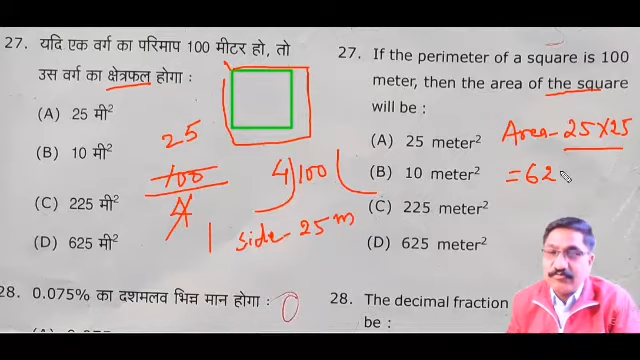 27. यदि एक वर्ग का परिमाप 100 मीटर हो, तो
उस वर्ग का क्षेत्रफल होगा :
(A) 25 मी²
(B) 10 मी²
(C) 225 मी²
(D) 625 मी²
25
100
4
1
4)100(
side - 25 m
28. 0.075% का दशमलव भिन्न मान होगा :
27. If the perimeter of a square is 100
meter, then the area of the square
will be :
(A) 25 meter²
(B) 10 meter²
(C) 225 meter²
(D) 625 meter²
Area - 25×25
= 62
28. The decimal fraction
be :